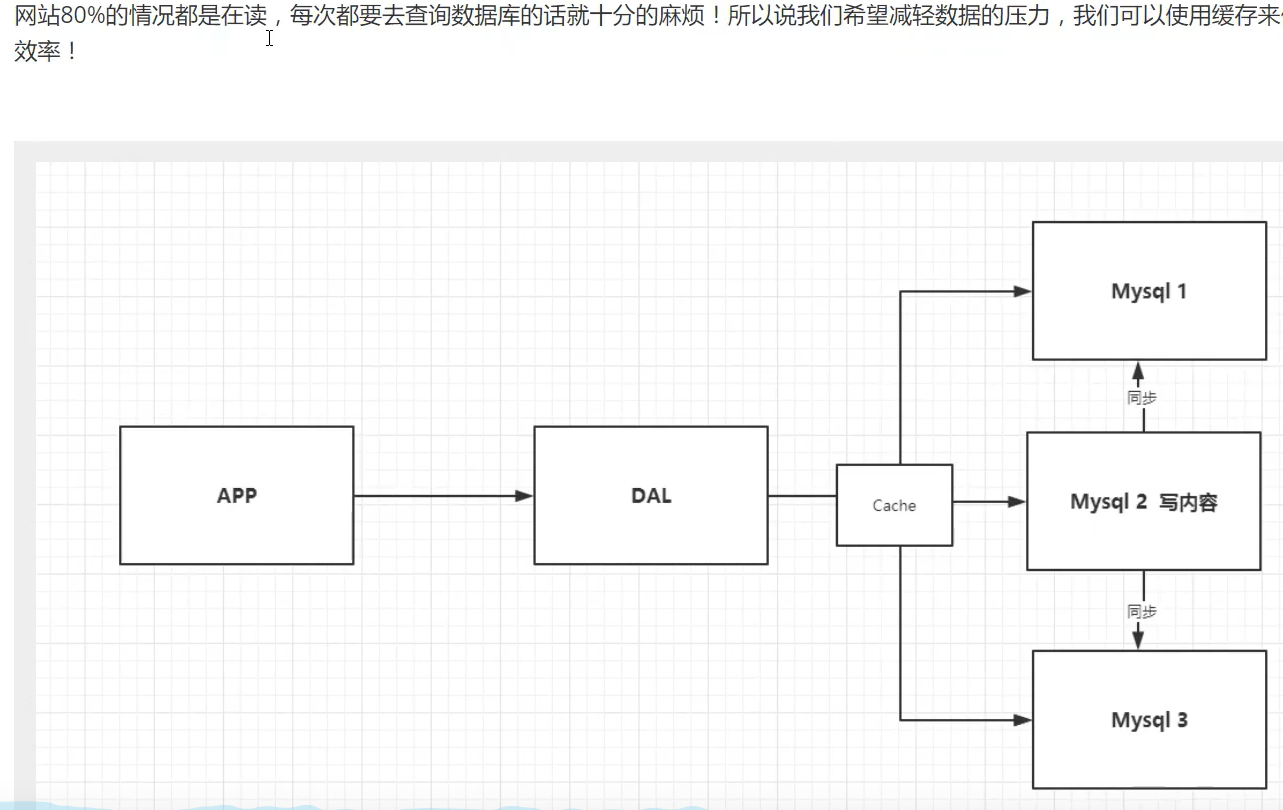 网站80%的情况都是在读，每次都要去查询数据库的话就十分的麻烦！所以说我们希望减轻数据的压力，我们可以使用缓存来
效率！
Mysql 1
同步
APP
DAL
Cache
Mysql 2 写内容
同步
Mysql 3